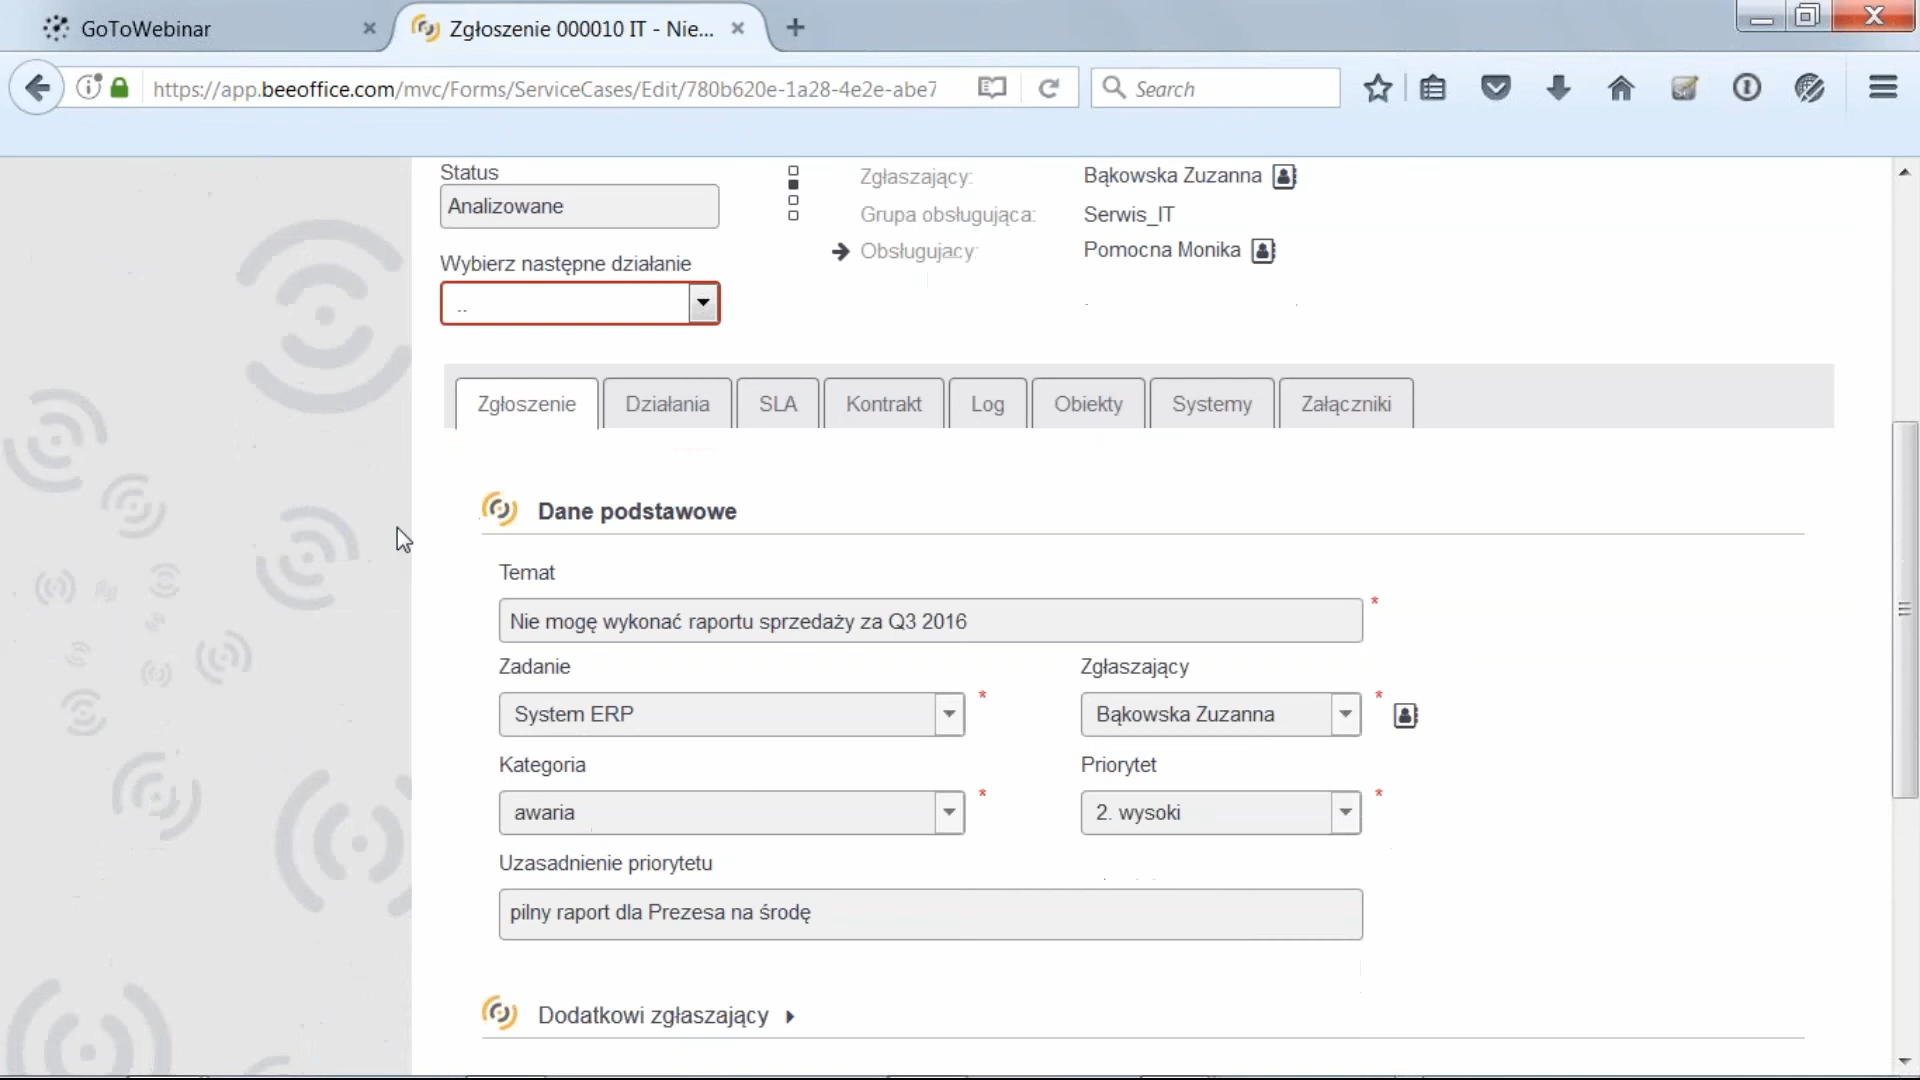 GoToWebinar
Zgłoszenie 000010 IT - Nie...
https://app.beeoffice.com/mvc/Forms/ServiceCases/Edit/780b620e-1a28-4e2e-abe7
Search
Status
Analizowane
Zgłaszający: Bąkowska Zuzanna
Grupa obsługująca: Serwis_IT
Obsługujący: Pomocna Monika
Wybierz następne działanie
..
Zgłoszenie Działania SLA Kontrakt Log Obiekty Systemy Załączniki
Dane podstawowe
Temat
Nie mogę wykonać raportu sprzedaży za Q3 2016 *
Zadanie Zgłaszający
System ERP * Bąkowska Zuzanna *
Kategoria Priorytet
awaria * 2. wysoki *
Uzasadnienie priorytetu
pilny raport dla Prezesa na środę
Dodatkowi zgłaszający